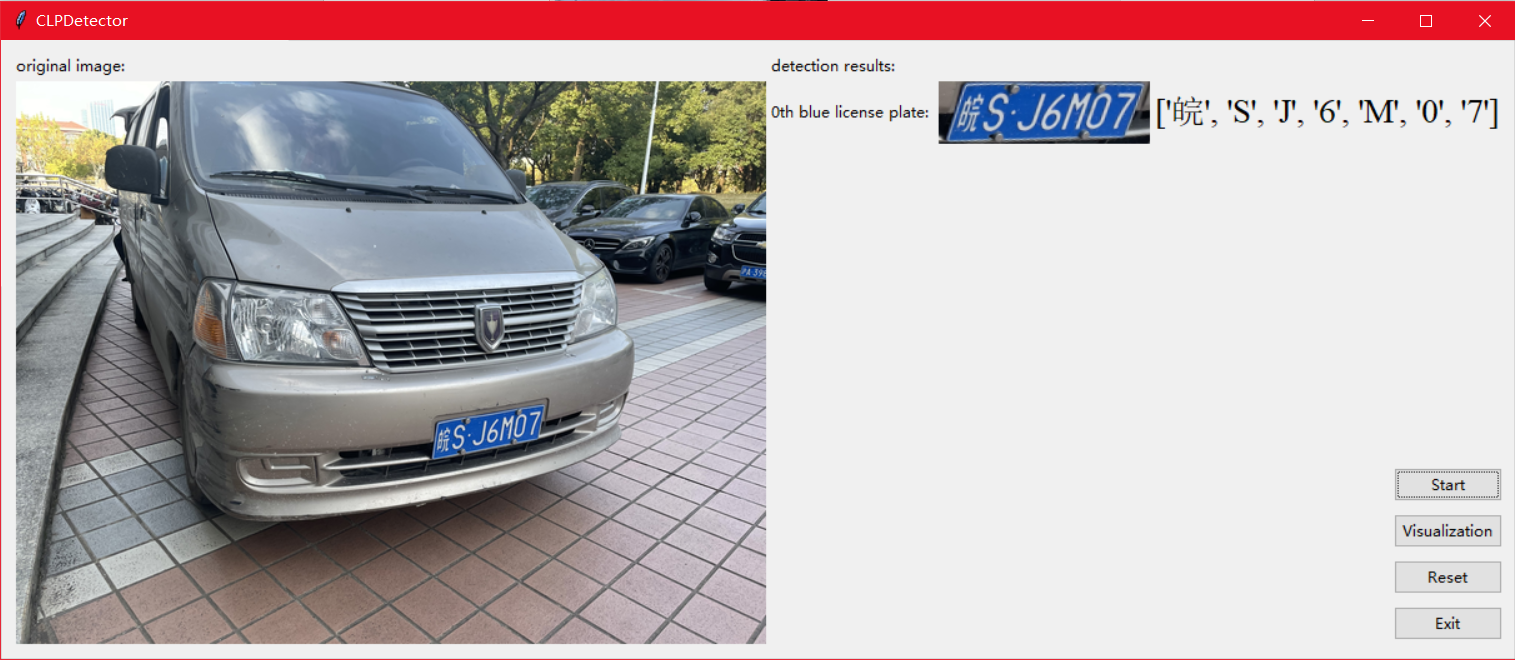 CLPDetector
original image:
皖S·J6M07
detection results:
0th blue license plate:
皖S·J6M07
['皖', 'S', 'J', '6', 'M', '0', '7']
Start
Visualization
Reset
Exit